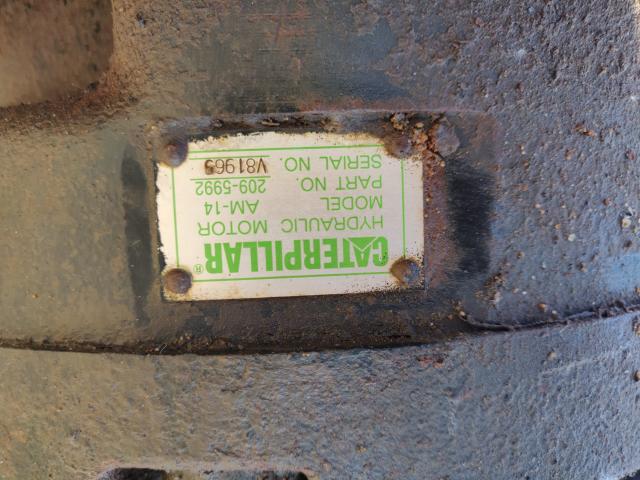 CATERPILLAR®
HYDRAULIC MOTOR
MODEL AM-14
PART NO. 209-5992
SERIAL NO. V81965